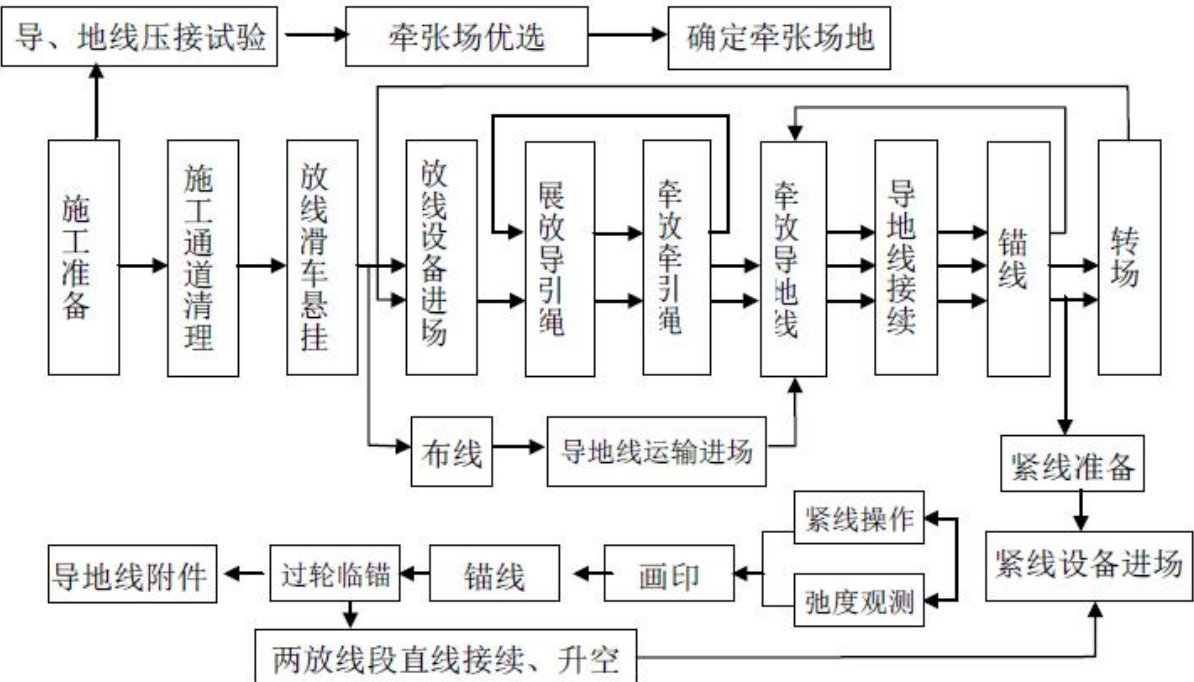 导、地线压接试验
牵张场优选
确定牵张场地
施工准备
施工通道清理
放线滑车悬挂
放线设备进场
展放导引绳
牵放牵引绳
牵放导地线
导地线接续
锚线
转场
布线
导地线运输进场
紧线准备
紧线操作
紧线设备进场
导地线附件
过轮临锚
锚线
画印
弛度观测
两放线段直线接续、升空